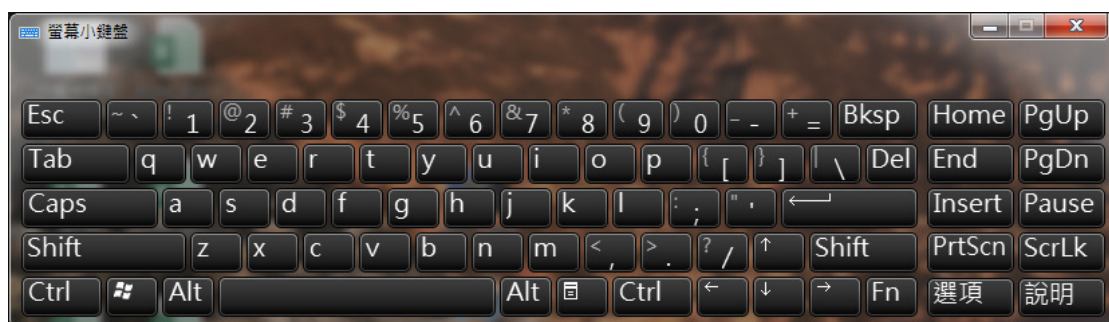 螢幕小鍵盤
Esc ~ ` ! 1 @ 2 # 3 $ 4 % 5 ^ 6 & 7 * 8 ( 9 ) 0 _ - + = Bksp Home PgUp
Tab q w e r t y u i o p { [ } ] | \ Del End PgDn
Caps a s d f g h j k l : ; " ' Insert Pause
Shift z x c v b n m < , > . ? / ↑ Shift PrtScn ScrLk
Ctrl Alt Alt Ctrl ← ↓ → Fn 選項 說明